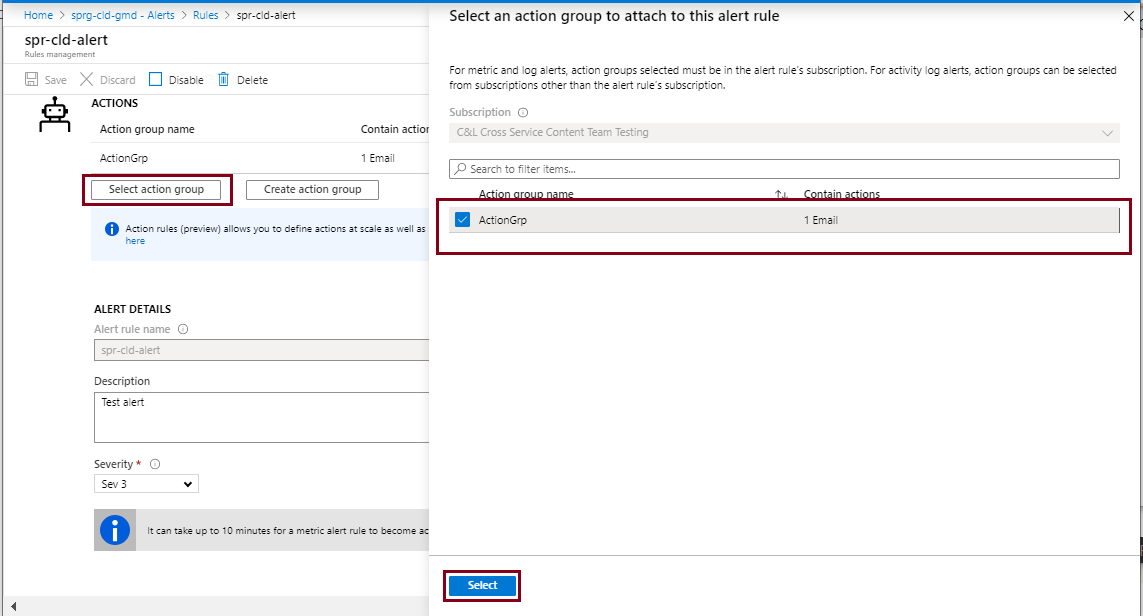 Home > sprg-cld-gmd - Alerts > Rules > spr-cld-alert
spr-cld-alert
Rules management
Save Discard Disable Delete
ACTIONS
Action group name Contain action
ActionGrp 1 Email
Select action group Create action group
Action rules (preview) allows you to define actions at scale as well as
here
ALERT DETAILS
Alert rule name
spr-cld-alert
Description
Test alert
Severity *
Sev 3
It can take up to 10 minutes for a metric alert rule to become ac
Select an action group to attach to this alert rule
For metric and log alerts, action groups selected must be in the alert rule's subscription. For activity log alerts, action groups can be selected
from subscriptions other than the alert rule's subscription.
Subscription
C&L Cross Service Content Team Testing
Search to filter items...
Action group name Contain actions
ActionGrp 1 Email
Select